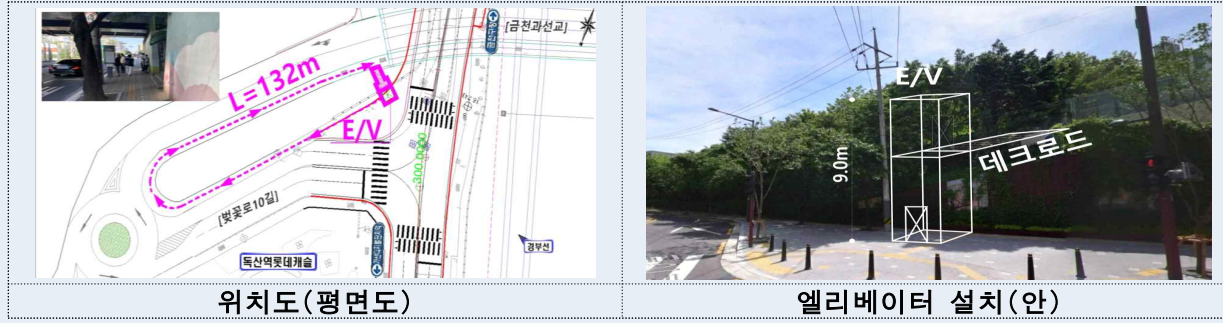 [금천과선교]
L=132m
E/V
300.0000
[벚꽃로10길]
독산역롯데캐슬
경부선
E/V
9.0m
데크로드
위치도(평면도)
엘리베이터 설치(안)